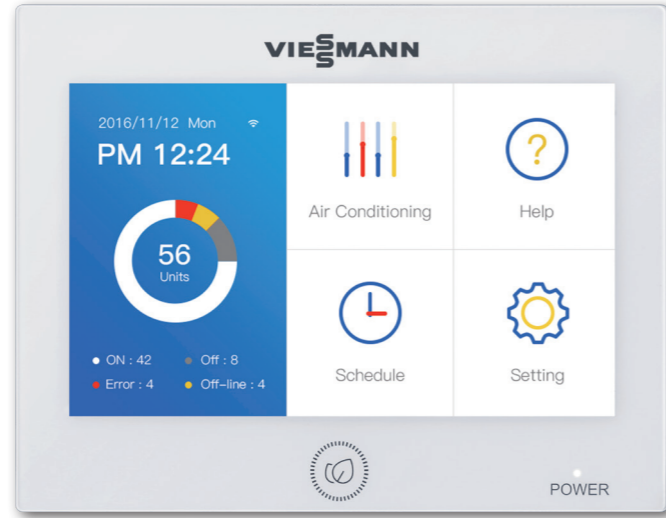 VIESSMANN
2016/11/12 Mon
PM 12:24
56
Units
ON : 42
Off : 8
Error : 4
Off-line : 4
Air Conditioning
?
Help
Schedule
Setting
POWER